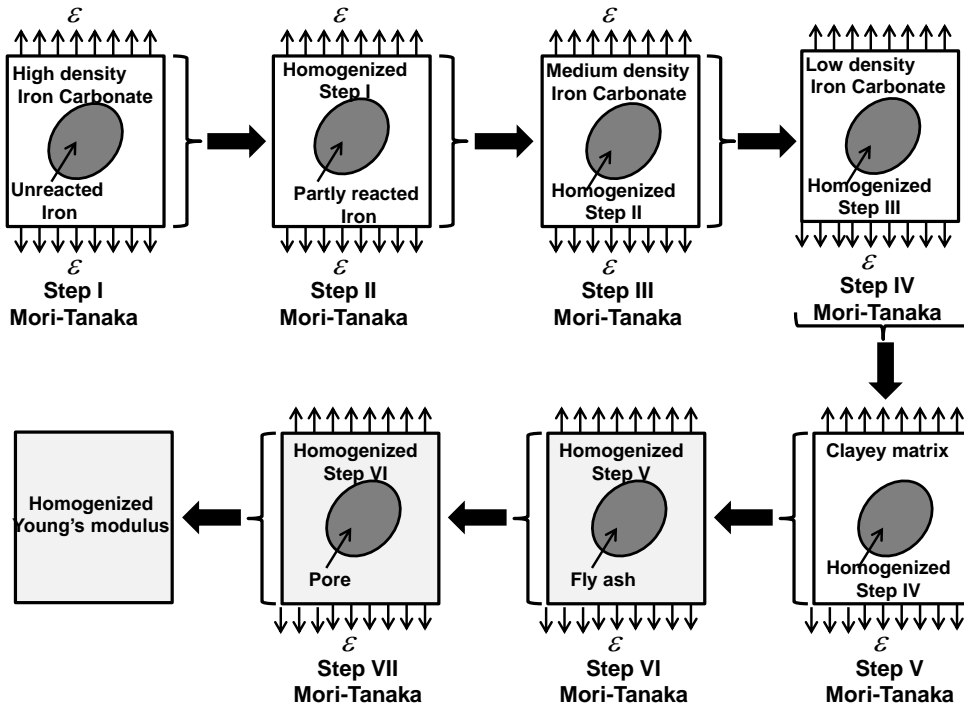 ε
High density
Iron Carbonate
Unreacted
Iron
ε
Step I
Mori-Tanaka
ε
Homogenized
Step I
Partly reacted
Iron
ε
Step II
Mori-Tanaka
ε
Medium density
Iron Carbonate
Homogenized
Step II
ε
Step III
Mori-Tanaka
ε
Low density
Iron Carbonate
Homogenized
Step III
ε
Step IV
Mori-Tanaka
Clayey matrix
Homogenized
Step IV
ε
Step V
Mori-Tanaka
Homogenized
Step V
Fly ash
ε
Step VI
Mori-Tanaka
Homogenized
Step VI
Pore
ε
Step VII
Mori-Tanaka
Homogenized
Young's modulus